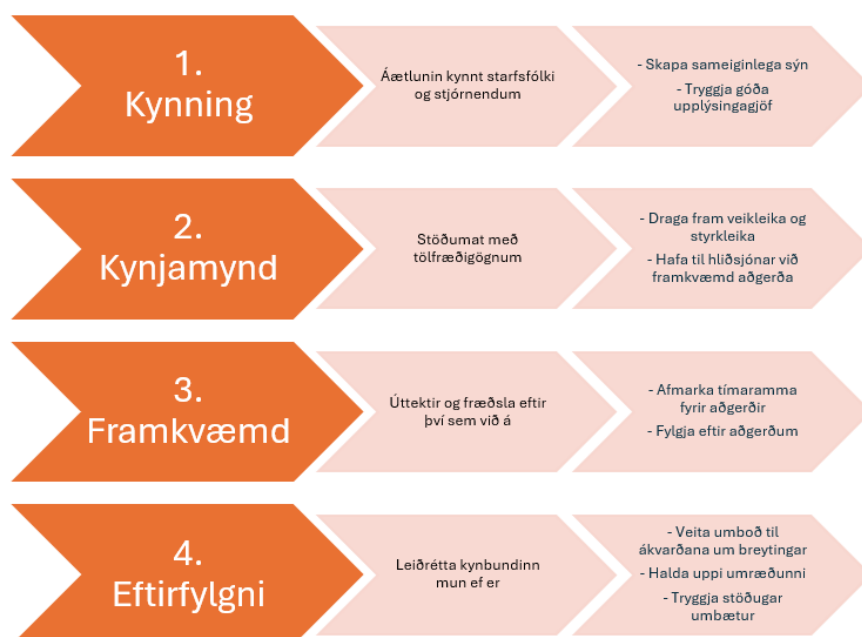 1.
Kynning
Áætlunin kynnt starfsfólki
og stjórnendum
- Skapa sameiginlega sýn
- Tryggja góða
upplýsingagjöf
2.
Kynjamynd
Stöðumat með
tölfræðigögnum
- Draga fram veikleika og
styrkleika
- Hafa til hliðsjónar við
framkvæmd aðgerða
3.
Framkvæmd
Úttektir og fræðsla eftir
því sem við á
- Afmarka tímaramma
fyrir aðgerðir
- Fylgja eftir aðgerðum
4.
Eftirfylgni
Leiðrétta kynbundinn
mun ef er
- Veita umboð til
ákvarðana um breytingar
- Halda uppi umræðunni
- Tryggja stöðugar
umbætur